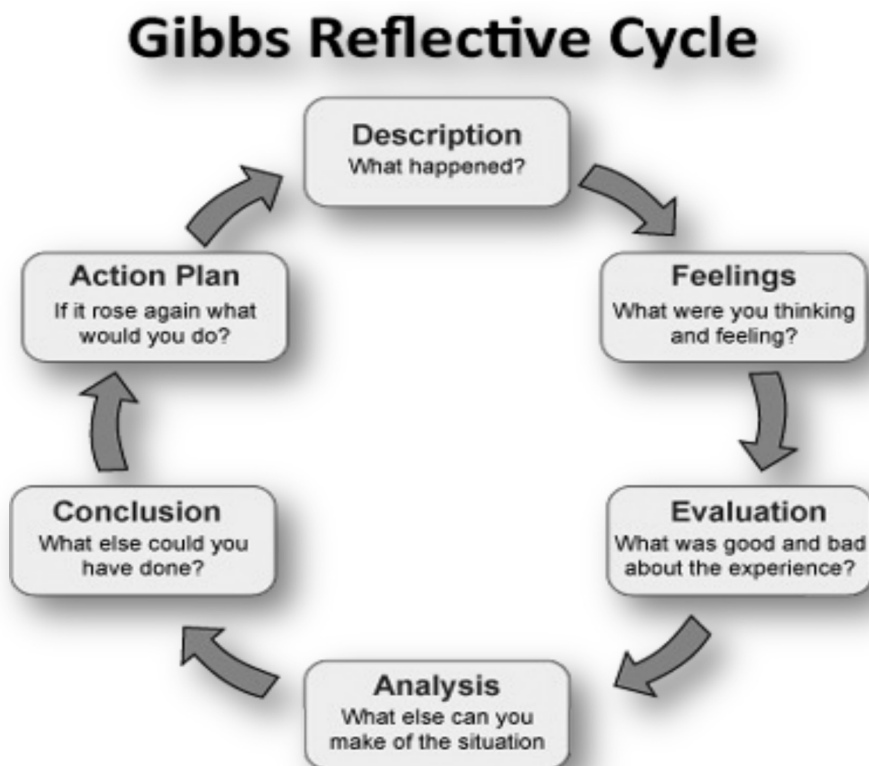 Gibbs Reflective Cycle
Description
What happened?
Feelings
What were you thinking
and feeling?
Evaluation
What was good and bad
about the experience?
Analysis
What else can you
make of the situation
Conclusion
What else could you
have done?
Action Plan
If it rose again what
would you do?